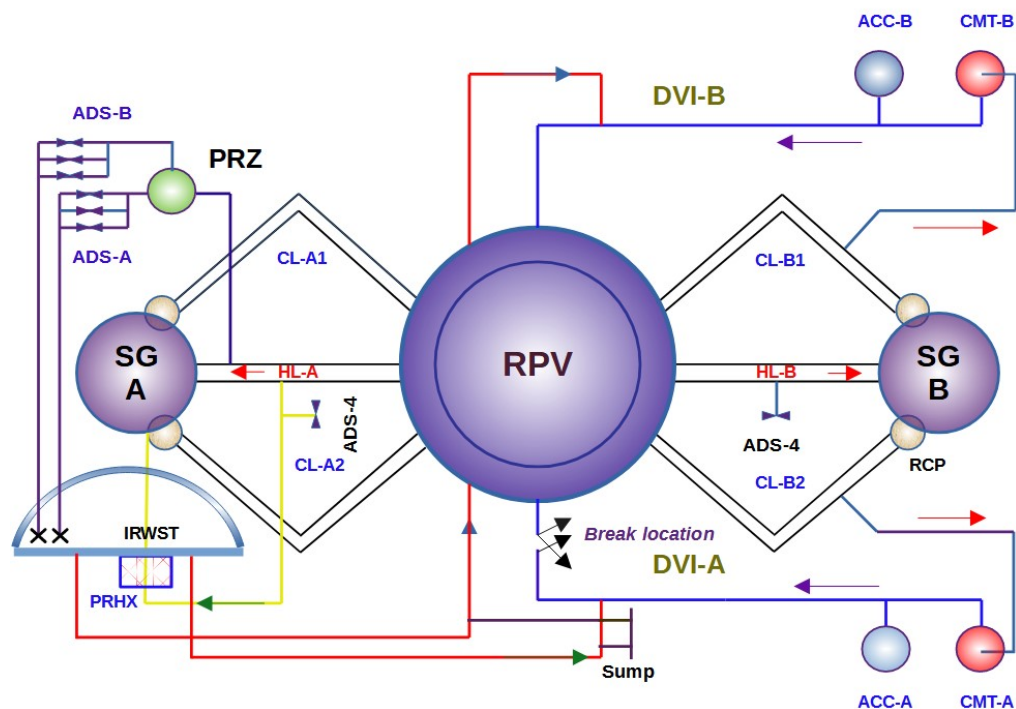 ACC-B
CMT-B
DVI-B
ADS-B
PRZ
ADS-A
CL-A1
CL-B1
SG
A
HL-A
RPV
HL-B
SG
B
ADS-4
ADS-4
CL-A2
CL-B2
RCP
IRWST
Break location
DVI-A
PRHX
Sump
ACC-A
CMT-A